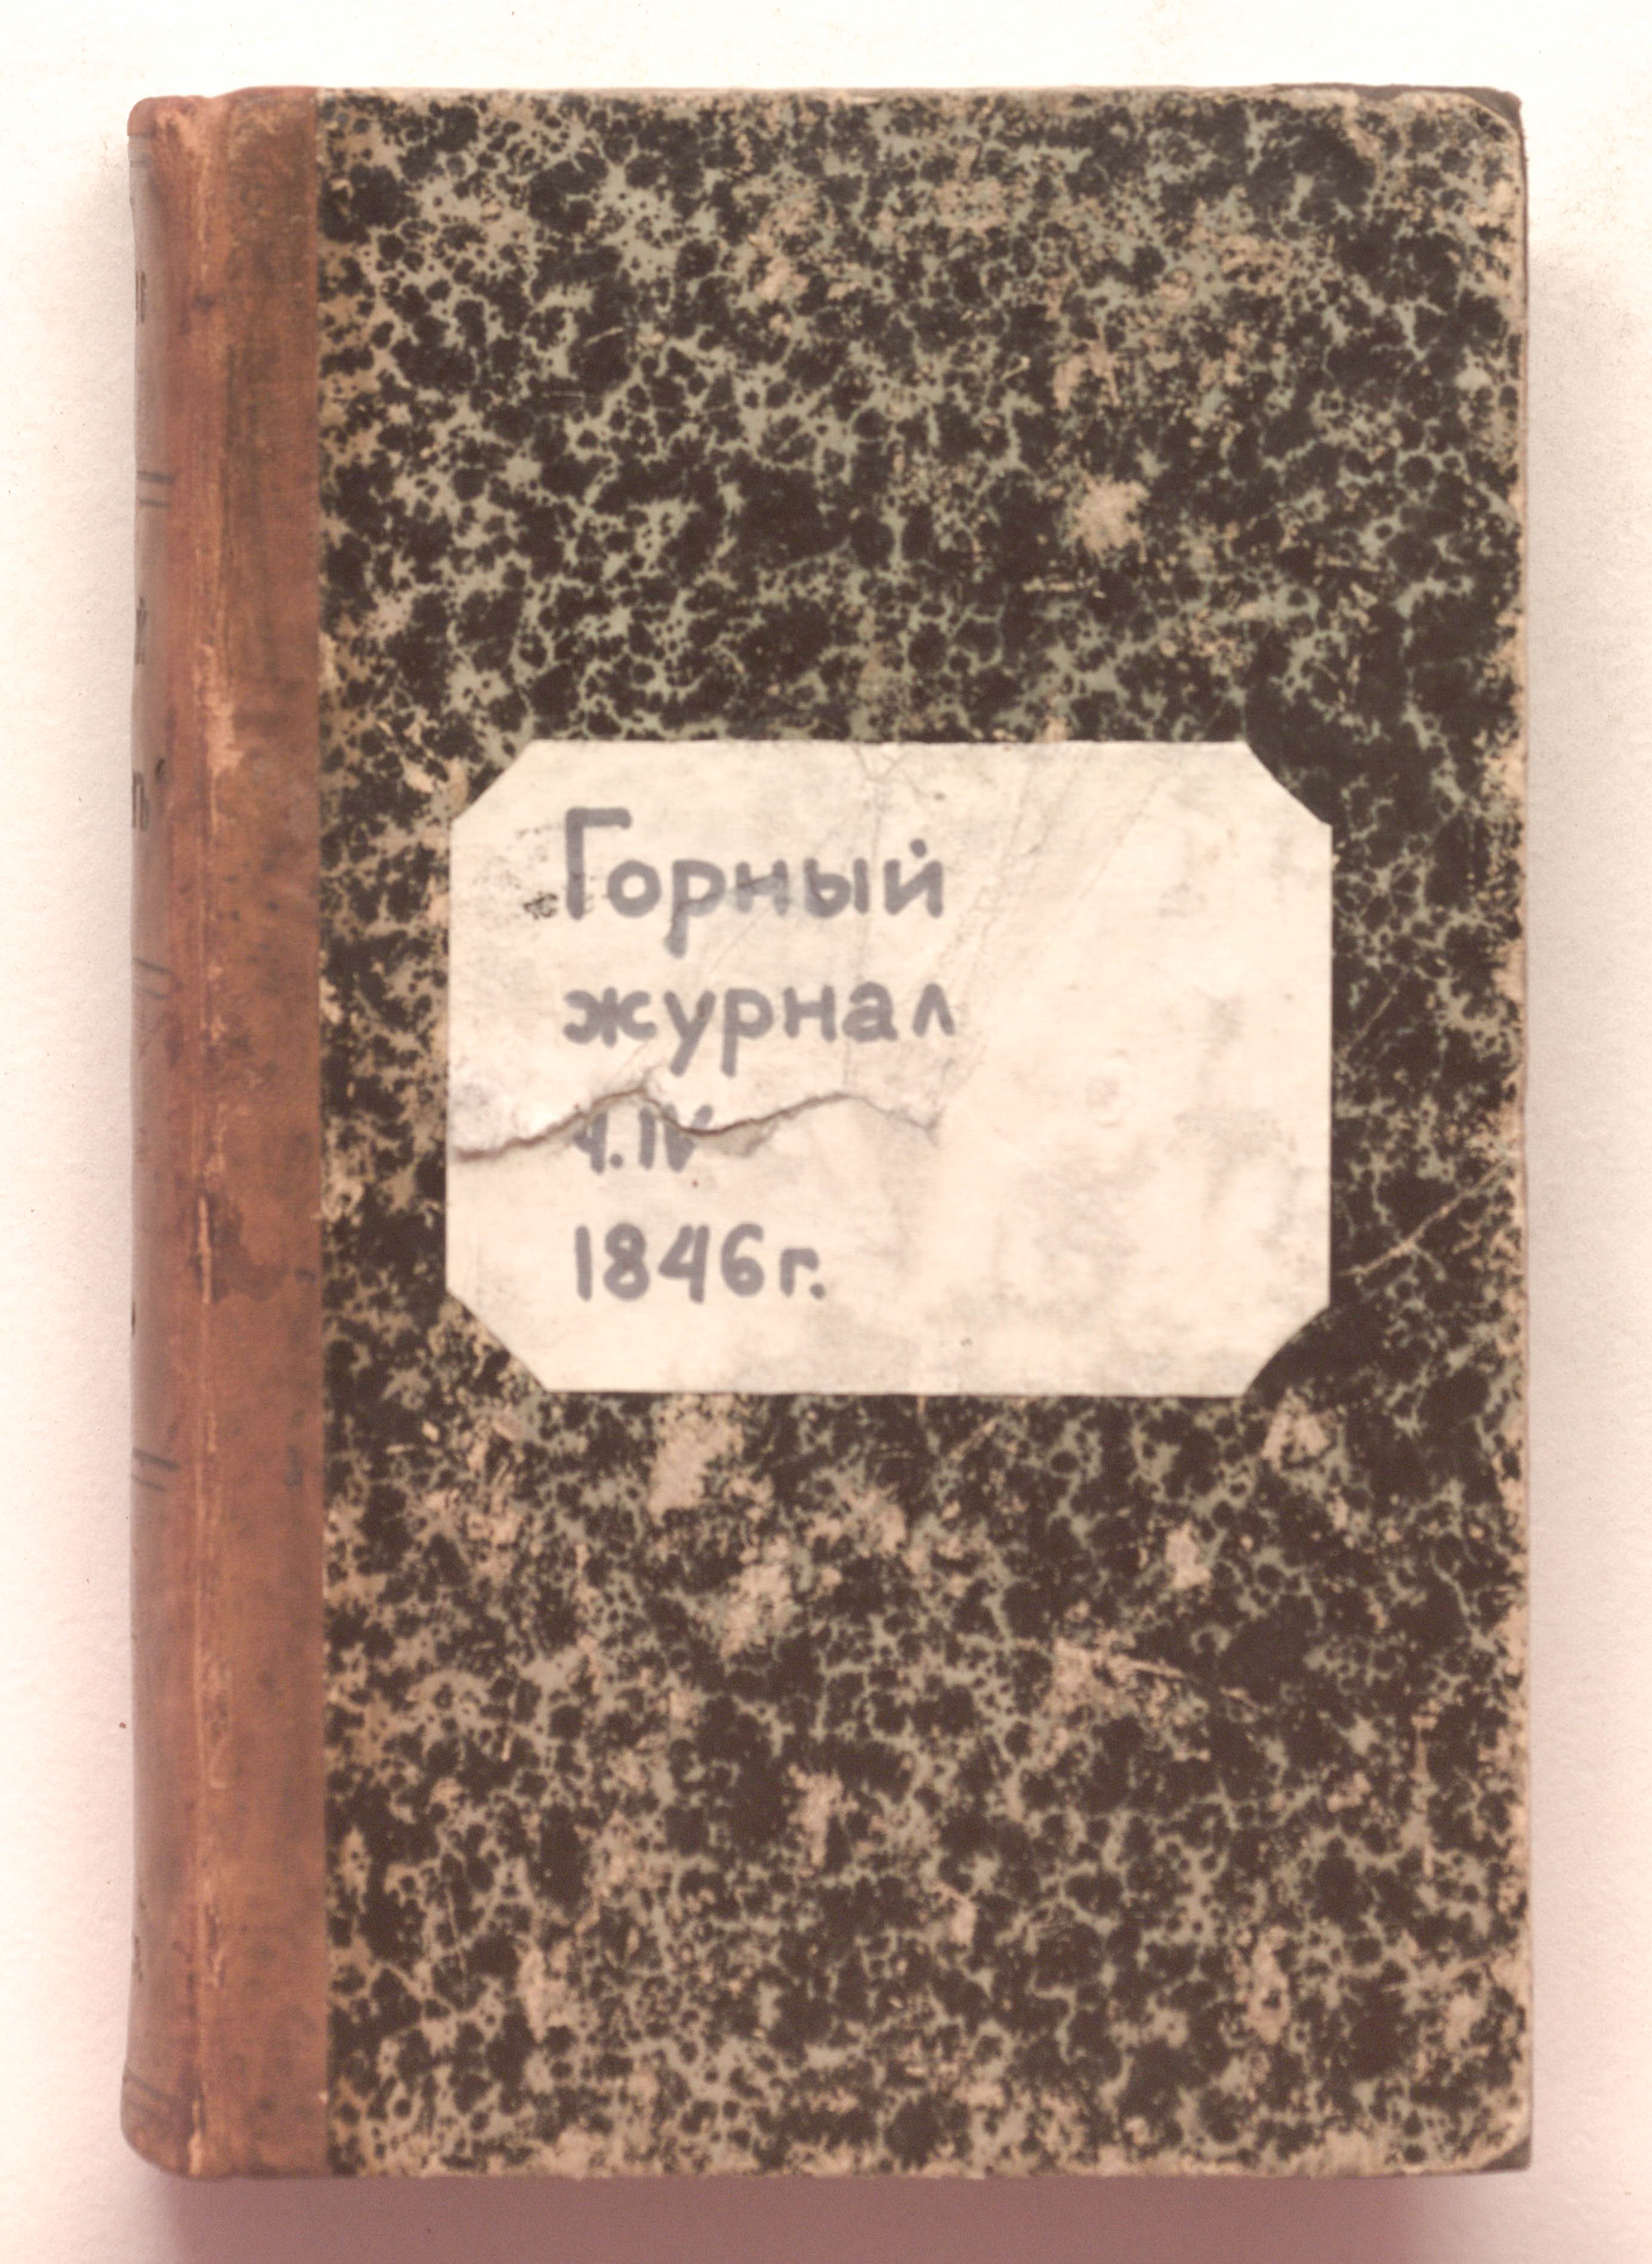 Горный
журнал
ч.IV
1846 г.